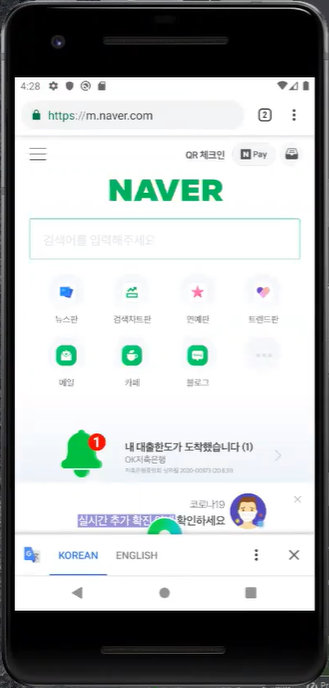 4:28
https://m.naver.com
2
QR 체크인
N Pay
NAVER
검색어를 입력해주세요
뉴스판
검색차트판
연예판
트렌드판
메일
카페
블로그
1
내 대출한도가 도착했습니다 (1)
OK저축은행
코로나19
실시간 추가 확진
확인하세요
KOREAN
ENGLISH